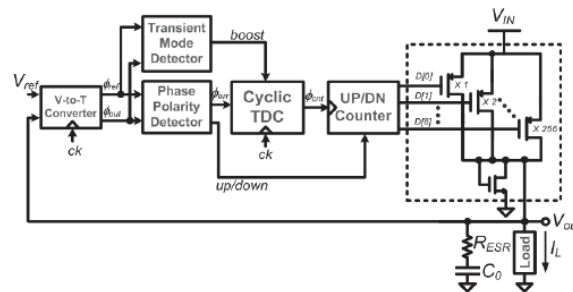 Transient
Mode
Detector
boost
V_IN
V_ref
V-to-T
Converter
ck
ϕ_ref
ϕ_out
Phase
Polarity
Detector
ϕ_err
up/down
Cyclic
TDC
ck
ϕ_cnt
UP/DN
Counter
D[0]
D[1]
D[8]
X 1
X 2
X 256
R_ESR
C_0
Load
I_L